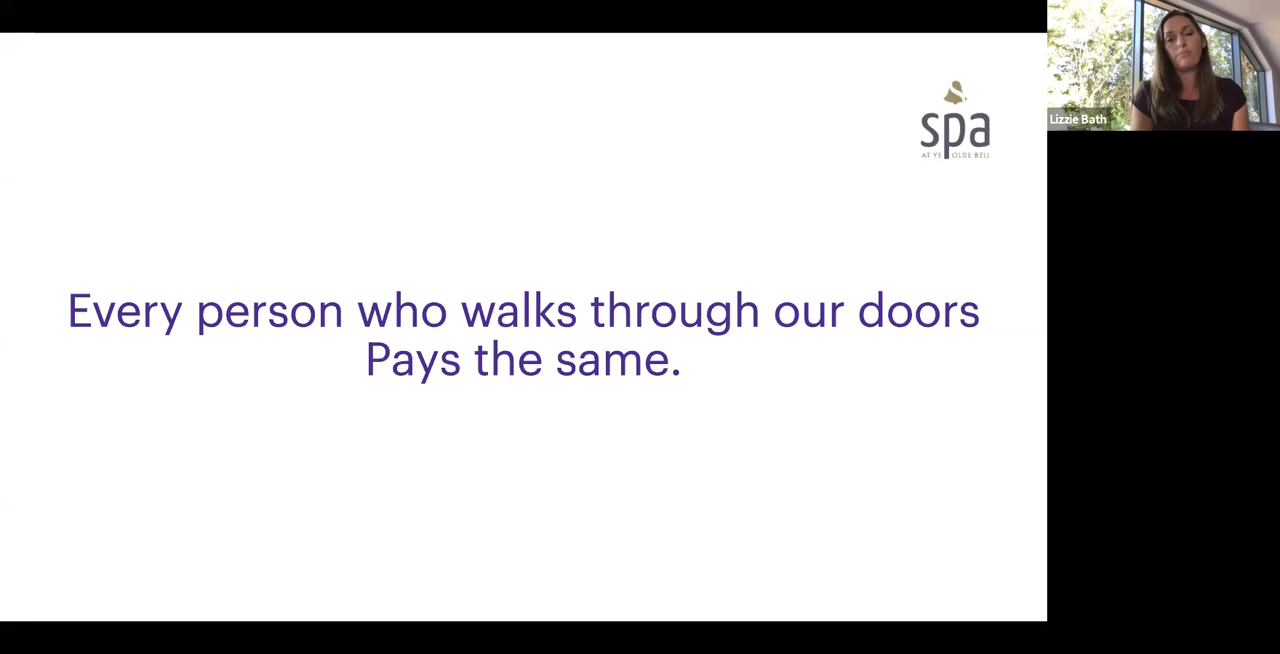 spa
AT YE OLDE BELL
Lizzie Bath
Every person who walks through our doors
Pays the same.